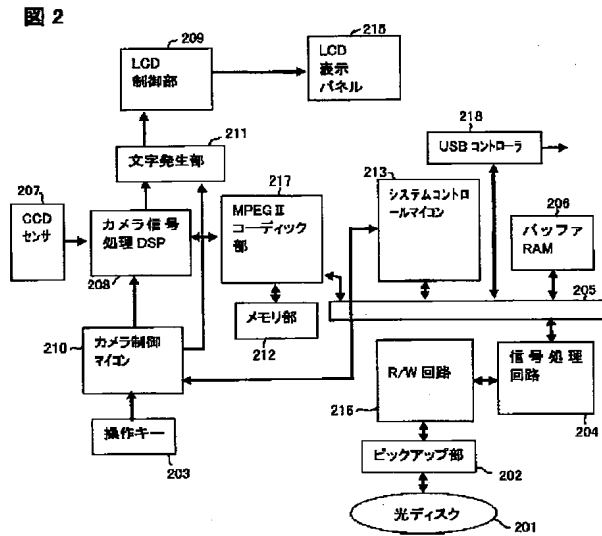 図 2
209
LCD
制御部
215
LCD
表示
パネル
211
文字発生部
218
USB コントローラ
207
CCD
センサ
カメラ信号
処理 DSP
208
217
MPEG II
コーディック
部
213
システムコントロ
ールマイコン
206
バッファ
RAM
205
メモリ部
212
210
カメラ制御
マイコン
R/W 回路
216
信号処理
回路
204
操作キー
203
ピックアップ部
202
光ディスク
201